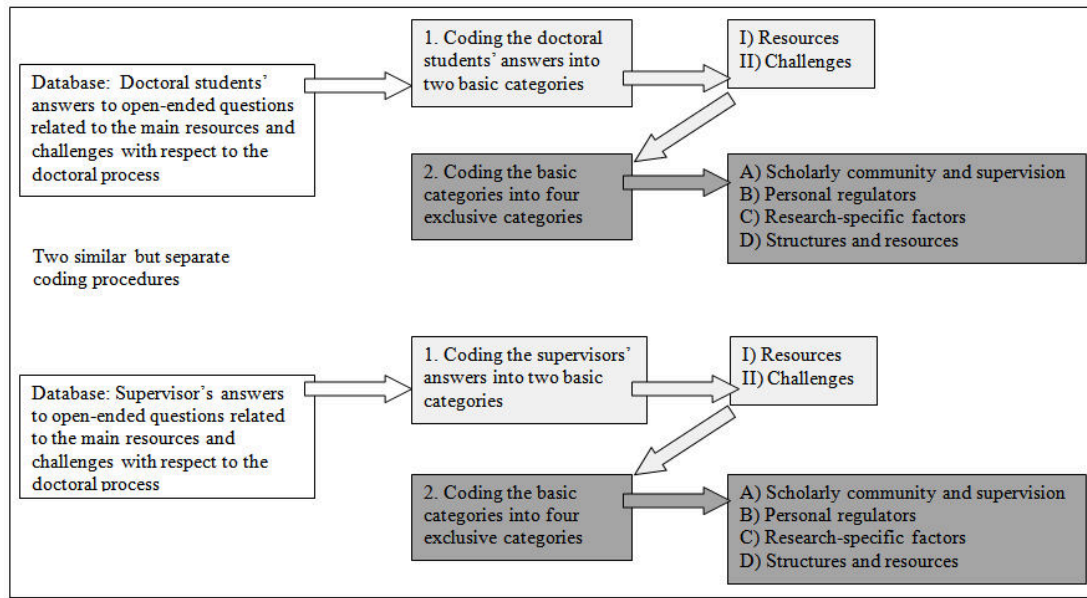 Database: Doctoral students’
answers to open-ended questions
related to the main resources and
challenges with respect to the
doctoral process
1. Coding the doctoral
students’ answers into
two basic categories
I) Resources
II) Challenges
2. Coding the basic
categories into four
exclusive categories
A) Scholarly community and supervision
B) Personal regulators
C) Research-specific factors
D) Structures and resources
Two similar but separate
coding procedures
Database: Supervisor’s answers
to open-ended questions related
to the main resources and
challenges with respect to the
doctoral process
1. Coding the supervisors’
answers into two basic
categories
I) Resources
II) Challenges
2. Coding the basic
categories into four
exclusive categories
A) Scholarly community and supervision
B) Personal regulators
C) Research-specific factors
D) Structures and resources